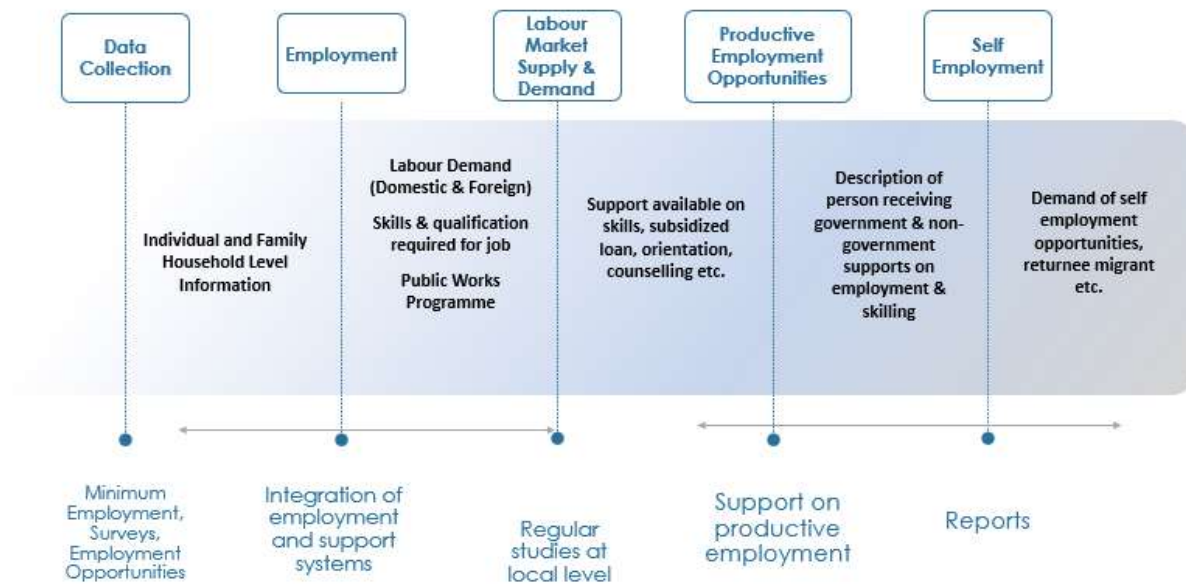 Data
Collection
Employment
Labour
Market
Supply &
Demand
Productive
Employment
Opportunities
Self
Employment
Individual and Family
Household Level
Information
Labour Demand
(Domestic & Foreign)
Skills & qualification
required for job
Public Works
Programme
Support available on
skills, subsidized
loan, orientation,
counselling etc.
Description of
person receiving
government & non-
government
supports on
employment &
skilling
Demand of self
employment
opportunities,
returnee migrant
etc.
Minimum
Employment,
Surveys,
Employment
Opportunities
Integration of
employment
and support
systems
Regular
studies at
local level
Support on
productive
employment
Reports